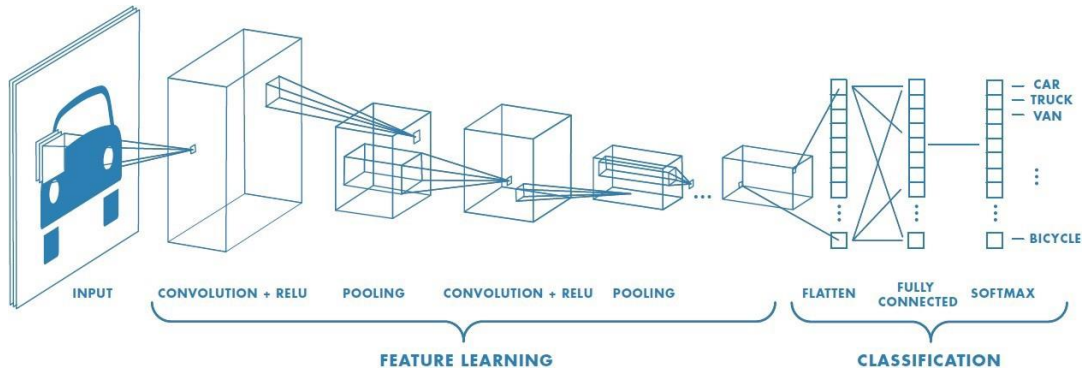 CAR
TRUCK
VAN
BICYCLE
INPUT
CONVOLUTION + RELU
POOLING
CONVOLUTION + RELU
POOLING
FLATTEN
FULLY
CONNECTED
SOFTMAX
FEATURE LEARNING
CLASSIFICATION